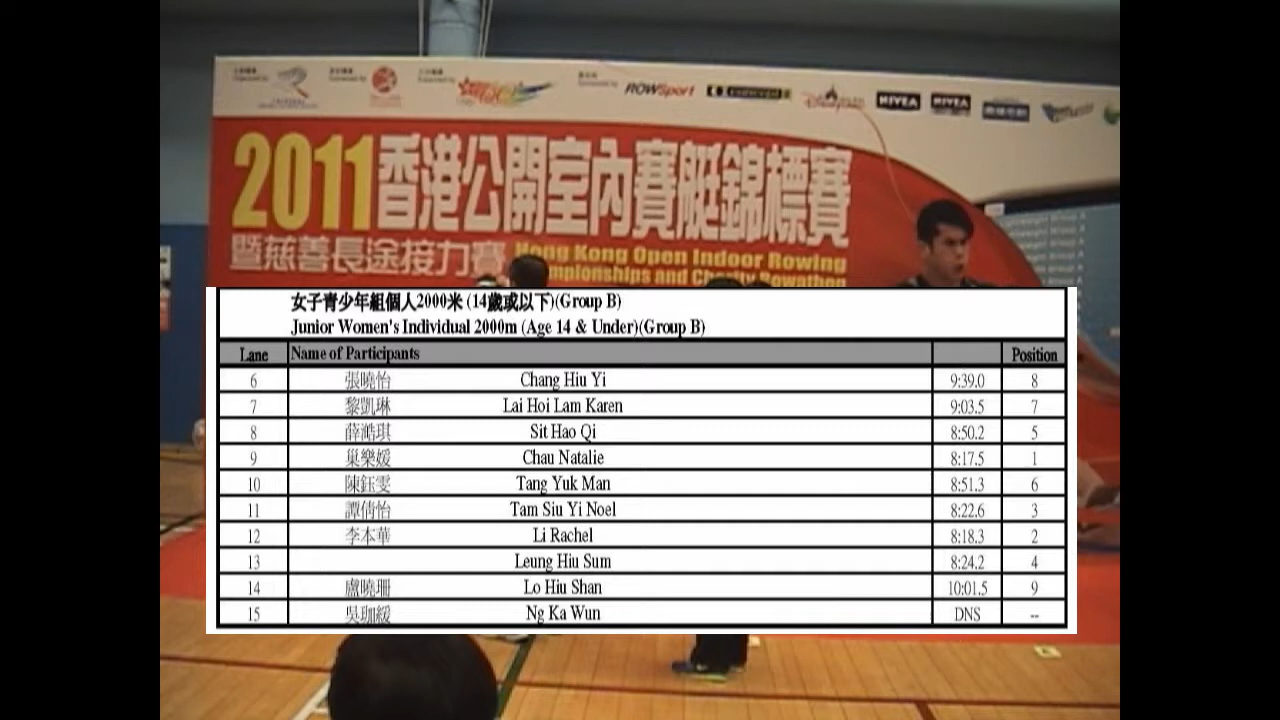 ROWSport
NIVEA
NIVEA
2011香港公開室內賽艇錦標賽
暨慈善長途接力賽
Hong Kong Open Indoor Rowing
and Charity Rowathon
女子青少年組個人2000米 (14歲或以下)(Group B)
Junior Women's Individual 2000m (Age 14 & Under)(Group B)
Lane Name of Participants Position
6 張曉怡 Chang Hiu Yi 9:39.0 8
7 黎凱琳 Lai Hoi Lam Karen 9:03.5 7
8 薛澔琪 Sit Hao Qi 8:50.2 5
9 巢樂媛 Chau Natalie 8:17.5 1
10 陳鈺雯 Tang Yuk Man 8:51.3 6
11 譚倩怡 Tam Siu Yi Noel 8:22.6 3
12 李本華 Li Rachel 8:18.3 2
13 Leung Hiu Sum 8:24.2 4
14 盧曉珊 Lo Hiu Shan 10:01.5 9
15 吳珈緩 Ng Ka Wun DNS --